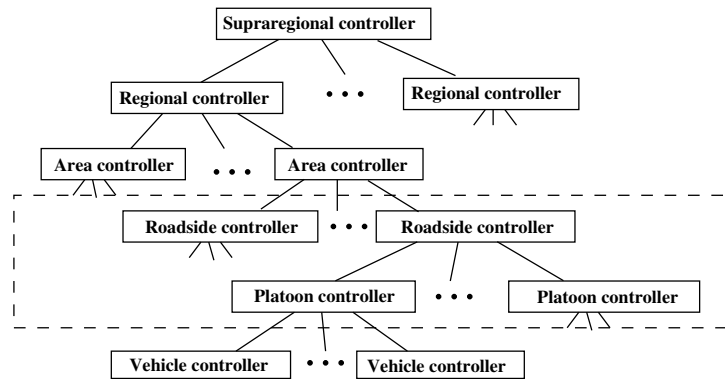 Supraregional controller
Regional controller
• • •
Regional controller
Area controller
• • •
Area controller
Roadside controller
• • •
Roadside controller
Platoon controller
• • •
Platoon controller
Vehicle controller
• • •
Vehicle controller